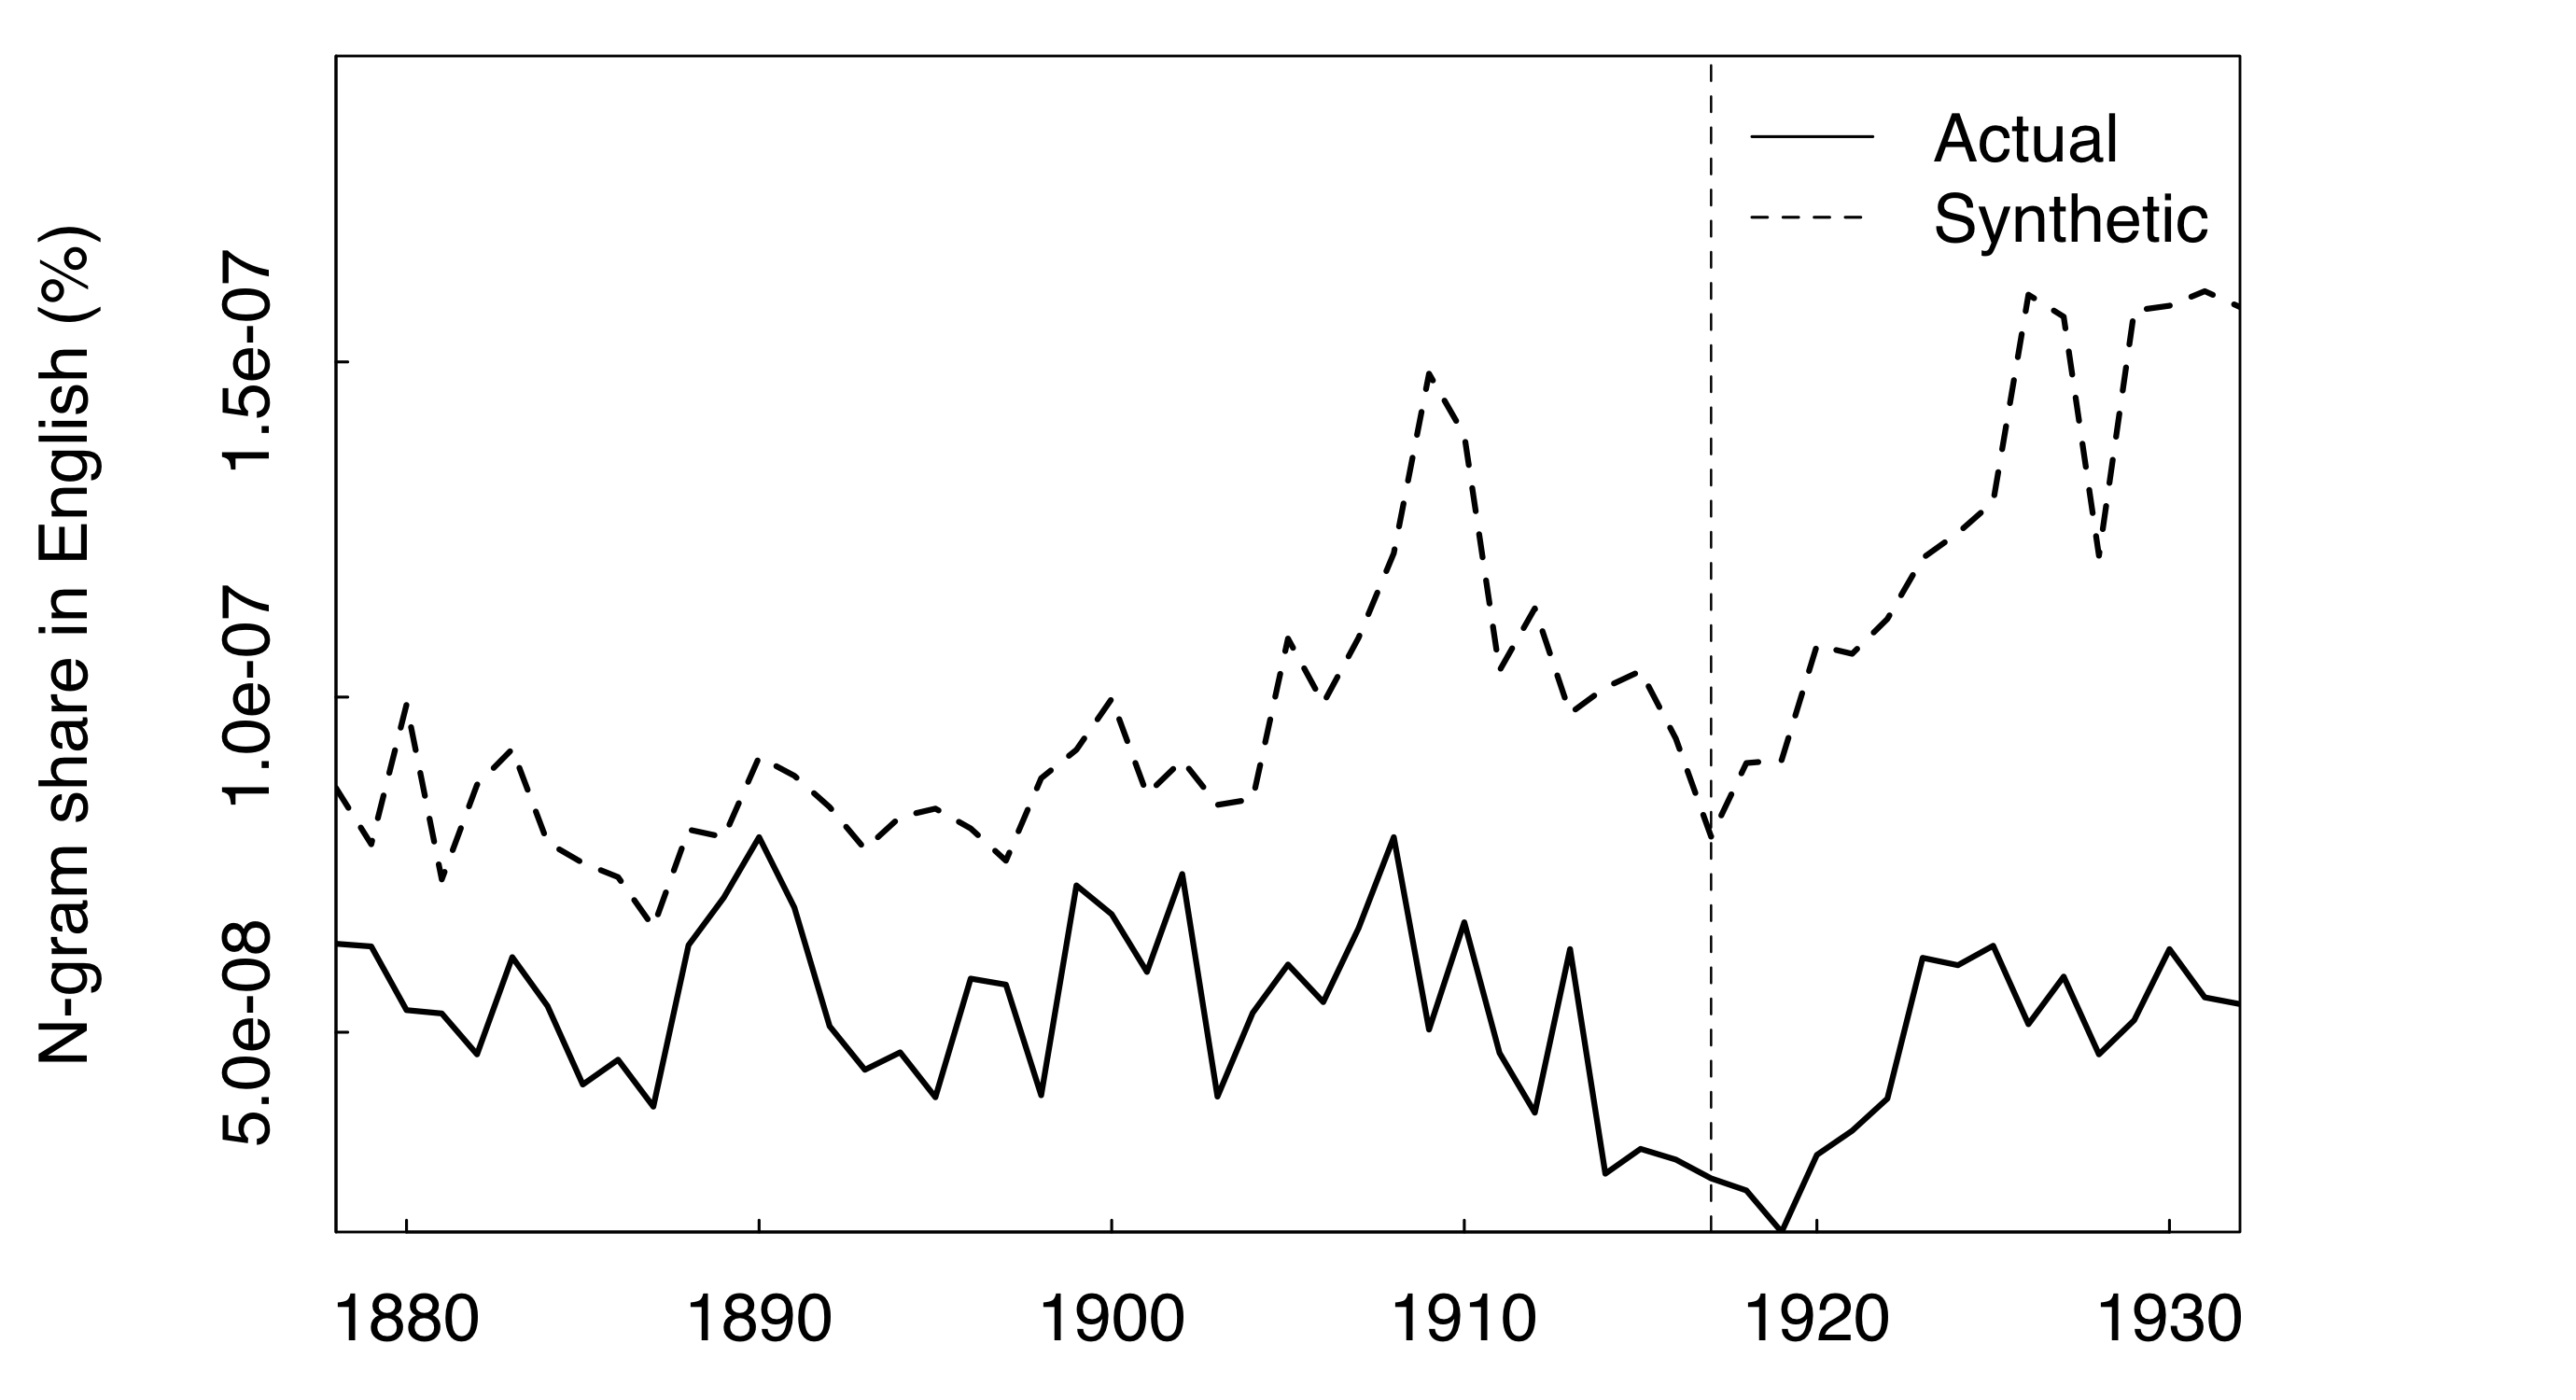 N-gram share in English (%)
1.5e-07
1.0e-07
5.0e-08
Actual
Synthetic
1880 1890 1900 1910 1920 1930